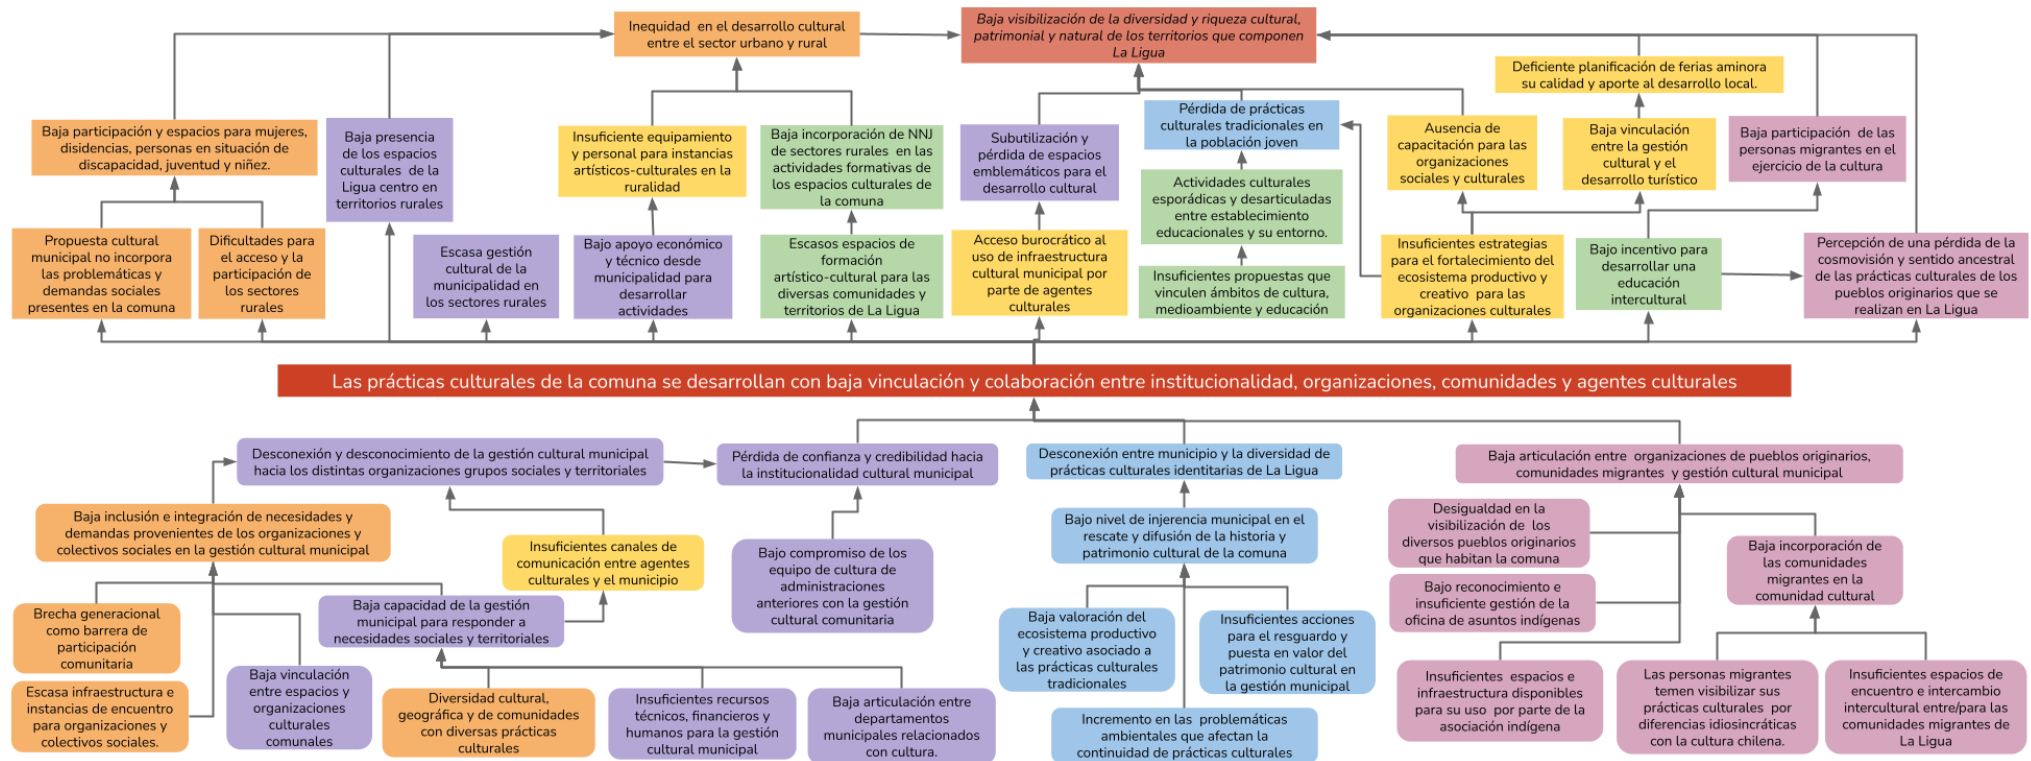 Inequidad en el desarrollo cultural
entre el sector urbano y rural
Baja visibilización de la diversidad y riqueza cultural,
patrimonial y natural de los territorios que componen
La Ligua
Deficiente planificación de ferias aminora
su calidad y aporte al desarrollo local.
Baja participación y espacios para mujeres,
disidencias, personas en situación de
discapacidad, juventud y niñez.
Baja presencia
de los espacios
culturales de la
Ligua centro en
territorios rurales
Insuficiente equipamiento
y personal para instancias
artísticos-culturales en la
ruralidad
Baja incorporación de NNJ
de sectores rurales en las
actividades formativas de
los espacios culturales de
la comuna
Subutilización y
pérdida de espacios
emblemáticos para el
desarrollo cultural
Pérdida de prácticas
culturales tradicionales en
la población joven
Ausencia de
capacitación para las
organizaciones
sociales y culturales
Baja vinculación
entre la gestión
cultural y el
desarrollo turístico
Baja participación de las
personas migrantes en el
ejercicio de la cultura
Propuesta cultural
municipal no incorpora
las problemáticas y
demandas sociales
presentes en la comuna
Dificultades para
el acceso y la
participación de
los sectores
rurales
Escasa gestión
cultural de la
municipalidad en
los sectores rurales
Bajo apoyo económico
y técnico desde
municipalidad para
desarrollar
actividades
Escasos espacios de
formación
artístico-cultural para las
diversas comunidades y
territorios de La Ligua
Acceso burocrático al
uso de infraestructura
cultural municipal por
parte de agentes
culturales
Actividades culturales
esporádicas y desarticuladas
entre establecimiento
educacionales y su entorno.
Insuficientes propuestas que
vinculen ámbitos de cultura,
medioambiente y educación
Insuficientes estrategias
para el fortalecimiento del
ecosistema productivo y
creativo para las
organizaciones culturales
Bajo incentivo para
desarrollar una
educación
intercultural
Percepción de una pérdida de la
cosmovisión y sentido ancestral
de las prácticas culturales de los
pueblos originarios que se
realizan en La Ligua
Las prácticas culturales de la comuna se desarrollan con baja vinculación y colaboración entre institucionalidad, organizaciones, comunidades y agentes culturales
Desconexión y desconocimiento de la gestión cultural municipal
hacia los distintas organizaciones grupos sociales y territoriales
Pérdida de confianza y credibilidad hacia
la institucionalidad cultural municipal
Desconexión entre municipio y la diversidad de
prácticas culturales identitarias de La Ligua
Baja articulación entre organizaciones de pueblos originarios,
comunidades migrantes y gestión cultural municipal
Baja inclusión e integración de necesidades y
demandas provenientes de los organizaciones y
colectivos sociales en la gestión cultural municipal
Insuficientes canales de
comunicación entre agentes
culturales y el municipio
Bajo compromiso de los
equipo de cultura de
administraciones
anteriores con la gestión
cultural comunitaria
Bajo nivel de injerencia municipal en el
rescate y difusión de la historia y
patrimonio cultural de la comuna
Desigualdad en la
visibilización de los
diversos pueblos originarios
que habitan la comuna
Baja incorporación de
las comunidades
migrantes en la
comunidad cultural
Bajo reconocimiento e
insuficiente gestión de la
oficina de asuntos indígenas
Brecha generacional
como barrera de
participación
comunitaria
Baja capacidad de la gestión
municipal para responder a
necesidades sociales y territoriales
Baja valoración del
ecosistema productivo
y creativo asociado a
las prácticas culturales
tradicionales
Insuficientes acciones
para el resguardo y
puesta en valor del
patrimonio cultural en
la gestión municipal
Escasa infraestructura e
instancias de encuentro
para organizaciones y
colectivos sociales.
Baja vinculación
entre espacios y
organizaciones
culturales
comunales
Diversidad cultural,
geográfica y de comunidades
con diversas prácticas
culturales
Insuficientes recursos
técnicos, financieros y
humanos para la gestión
cultural municipal
Baja articulación entre
departamentos
municipales relacionados
con cultura.
Incremento en las problemáticas
ambientales que afectan la
continuidad de prácticas culturales
Insuficientes espacios e
infraestructura disponibles
para su uso por parte de la
asociación indígena
Las personas migrantes
temen visibilizar sus
prácticas culturales por
diferencias idiosincráticas
con la cultura chilena.
Insuficientes espacios de
encuentro e intercambio
intercultural entre/para las
comunidades migrantes de
La Ligua